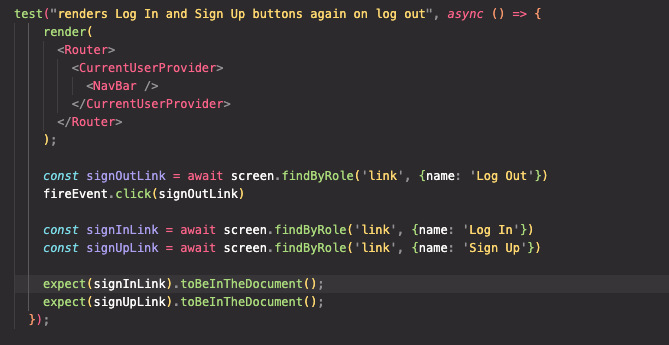 test("renders Log In and Sign Up buttons again on log out", async () => {
render(
<Router>
<CurrentUserProvider>
<NavBar />
</CurrentUserProvider>
</Router>
);
const signOutLink = await screen.findByRole('link', {name: 'Log Out'})
fireEvent.click(signOutLink)
const signInLink = await screen.findByRole('link', {name: 'Log In'})
const signUpLink = await screen.findByRole('link', {name: 'Sign Up'})
expect(signInLink).toBeInTheDocument();
expect(signUpLink).toBeInTheDocument();
});